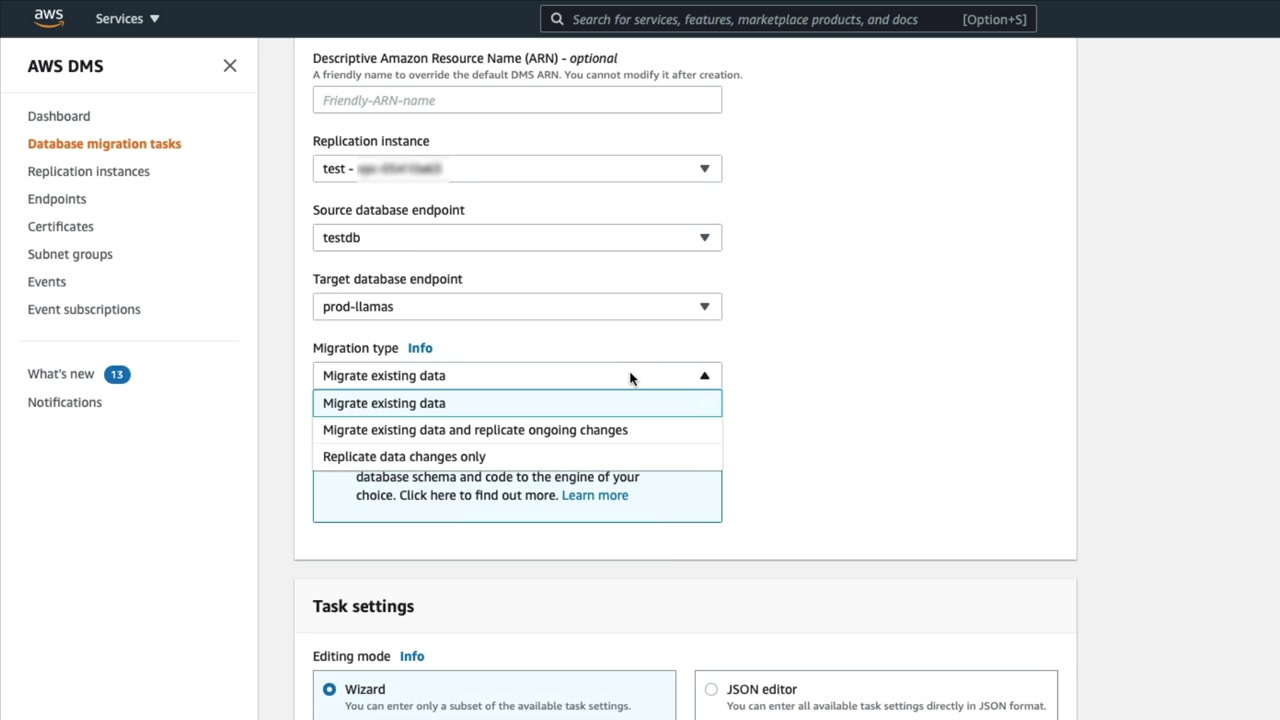 aws
Services ▼
Search for services, features, marketplace products, and docs
[Option+S]
AWS DMS
Dashboard
Database migration tasks
Replication instances
Endpoints
Certificates
Subnet groups
Events
Event subscriptions
What's new 13
Notifications
Descriptive Amazon Resource Name (ARN) - optional
A friendly name to override the default DMS ARN. You cannot modify it after creation.
Friendly-ARN-name
Replication instance
test -
Source database endpoint
testdb
Target database endpoint
prod-llamas
Migration type Info
Migrate existing data
Migrate existing data
Migrate existing data and replicate ongoing changes
Replicate data changes only
database schema and code to the engine of your
choice. Click here to find out more. Learn more
Task settings
Editing mode Info
Wizard
You can enter only a subset of the available task settings.
JSON editor
You can enter all available task settings directly in JSON format.